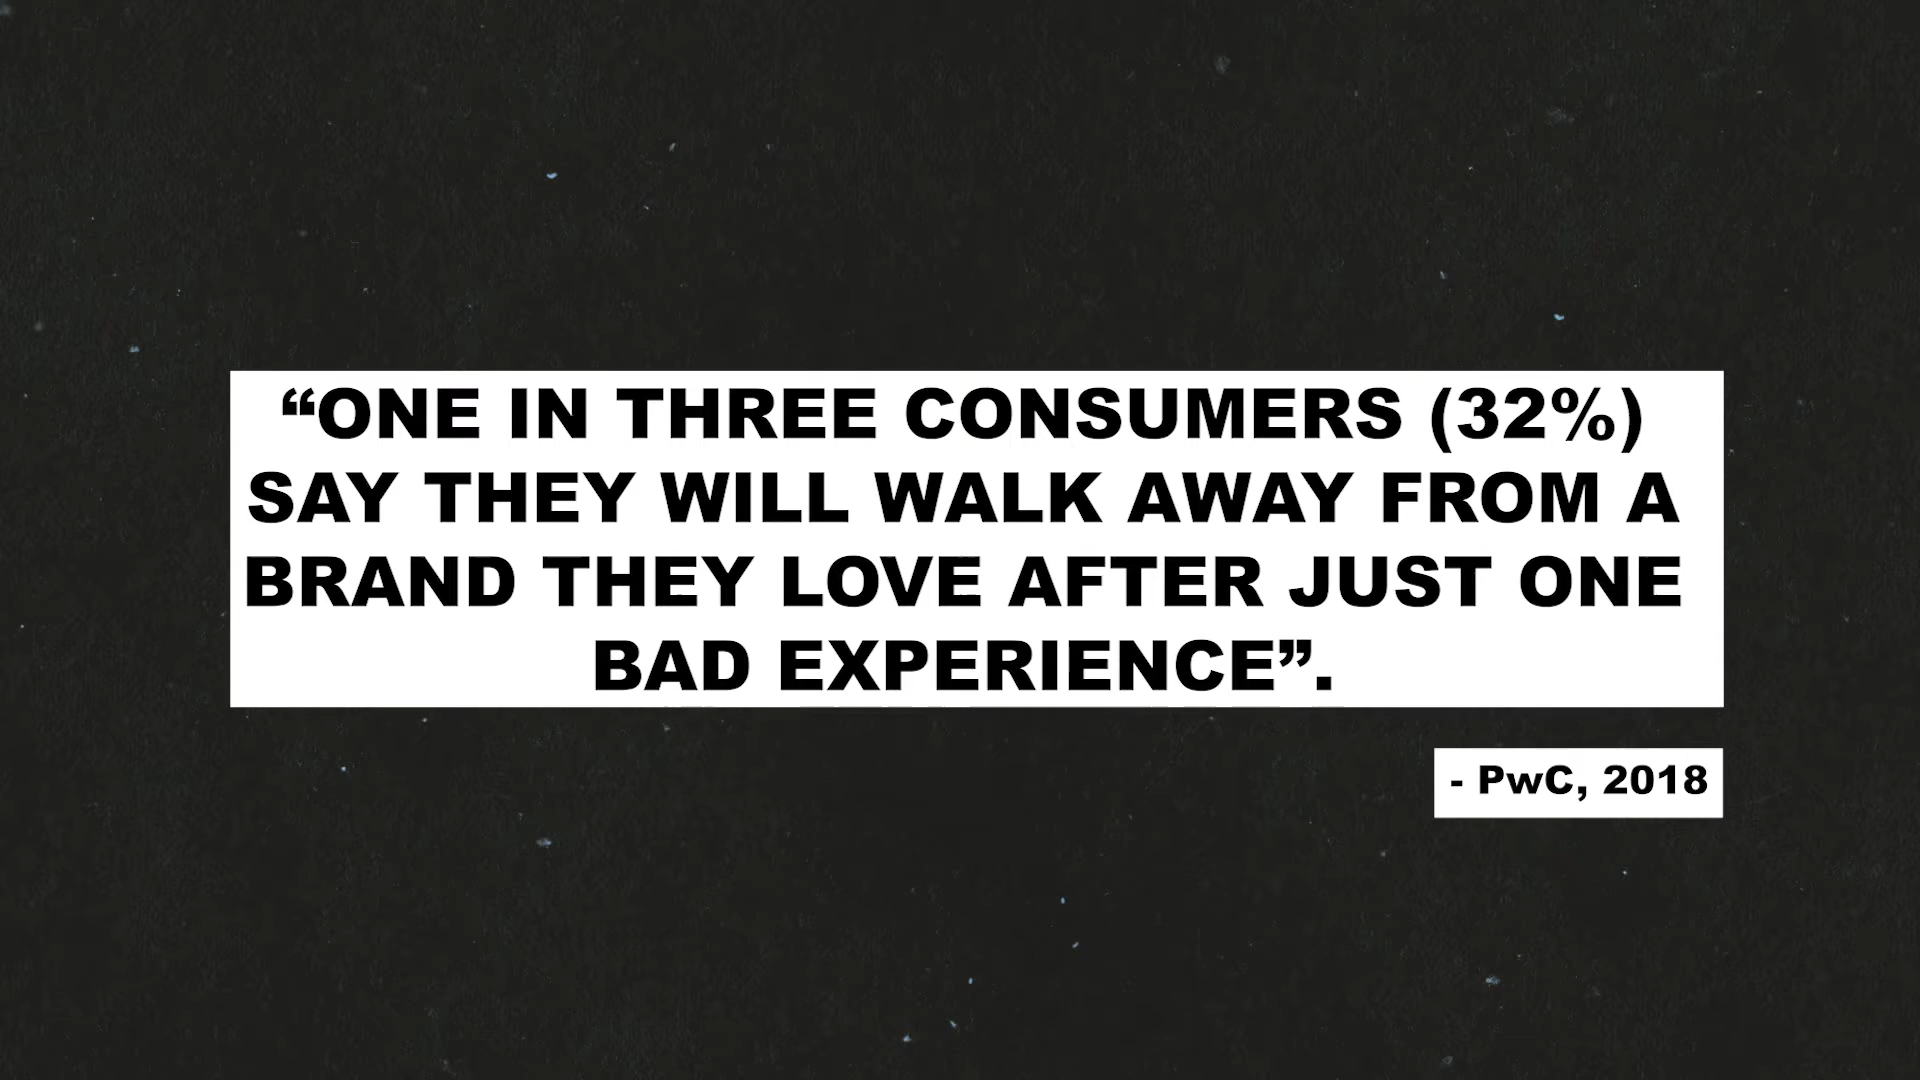 “ONE IN THREE CONSUMERS (32%)
SAY THEY WILL WALK AWAY FROM A
BRAND THEY LOVE AFTER JUST ONE
BAD EXPERIENCE”.
- PwC, 2018